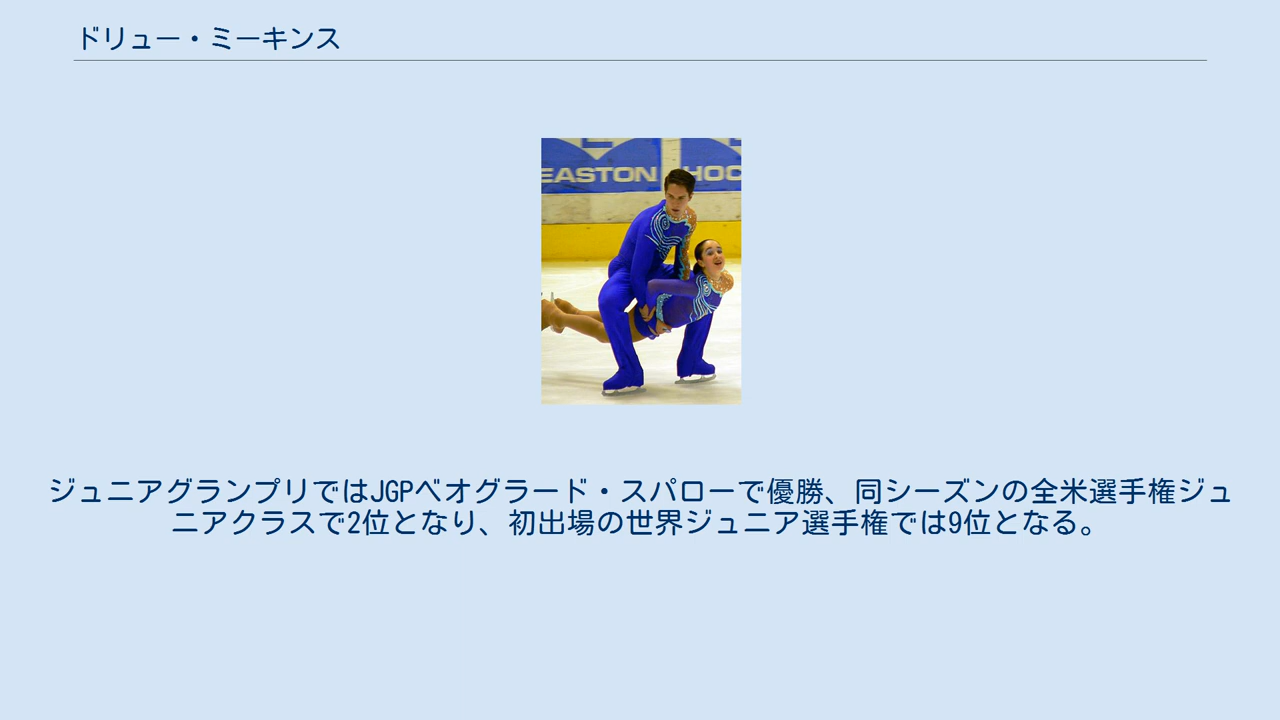 ドリュー・ミーキンス
EASTON HOC
ジュニアグランプリではJGPベオグラード・スパローで優勝、同シーズンの全米選手権ジュ
ニアクラスで2位となり、初出場の世界ジュニア選手権では9位となる。